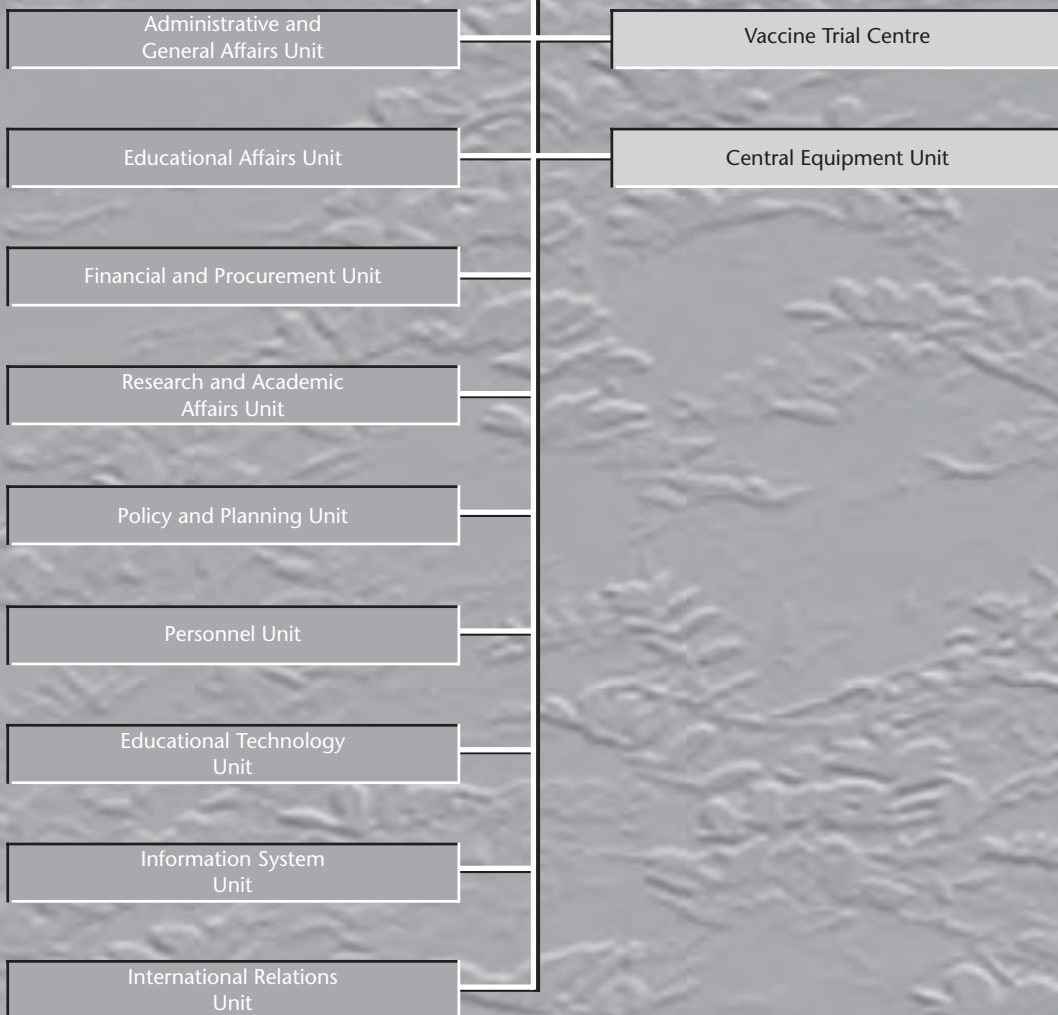 Administrative and
General Affairs Unit
Vaccine Trial Centre
Educational Affairs Unit
Central Equipment Unit
Financial and Procurement Unit
Research and Academic
Affairs Unit
Policy and Planning Unit
Personnel Unit
Educational Technology
Unit
Information System
Unit
International Relations
Unit